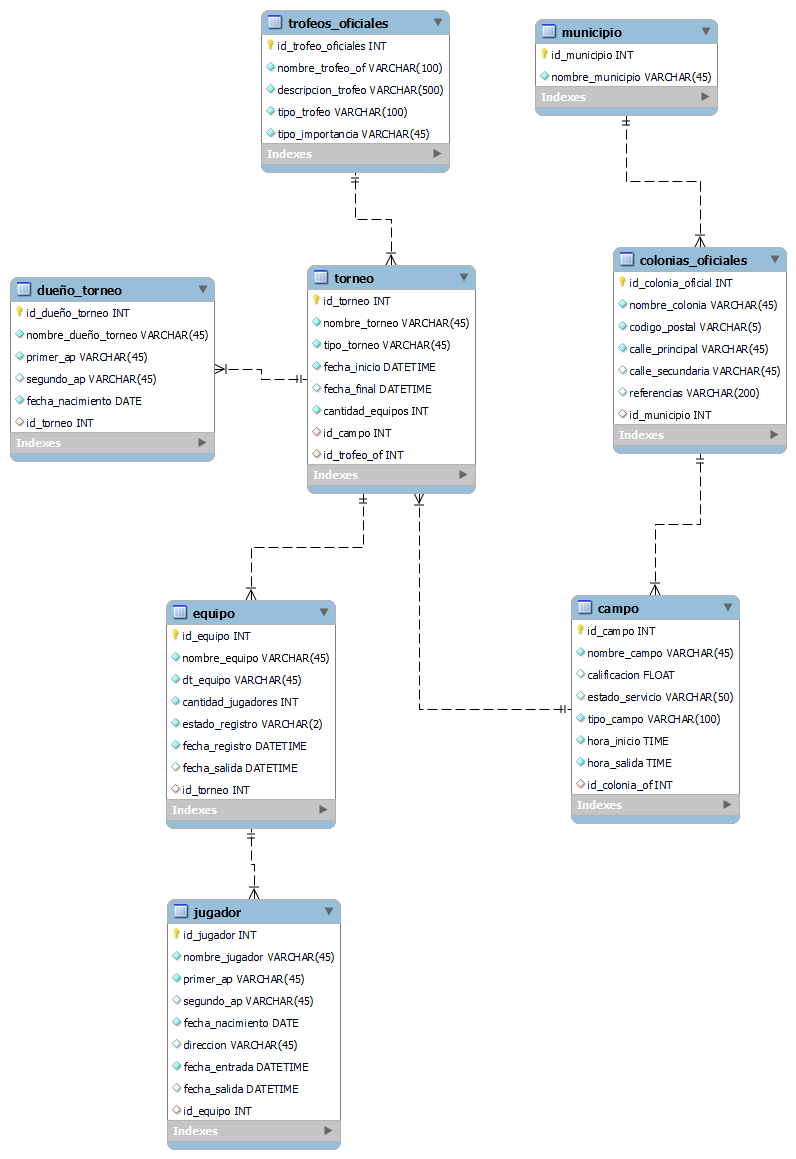 trofeos_oficiales
id_trofeo_oficiales INT
nombre_trofeo_of VARCHAR(100)
descripcion_trofeo VARCHAR(500)
tipo_trofeo VARCHAR(100)
tipo_importancia VARCHAR(45)
Indexes
municipio
id_municipio INT
nombre_municipio VARCHAR(45)
Indexes
dueño_torneo
id_dueño_torneo INT
nombre_dueño_torneo VARCHAR(45)
primer_ap VARCHAR(45)
segundo_ap VARCHAR(45)
fecha_nacimiento DATE
id_torneo INT
Indexes
torneo
id_torneo INT
nombre_torneo VARCHAR(45)
tipo_torneo VARCHAR(45)
fecha_inicio DATETIME
fecha_final DATETIME
cantidad_equipos INT
id_campo INT
id_trofeo_of INT
Indexes
colonias_oficiales
id_colonia_oficial INT
nombre_colonia VARCHAR(45)
codigo_postal VARCHAR(5)
calle_principal VARCHAR(45)
calle_secundaria VARCHAR(45)
referencias VARCHAR(200)
id_municipio INT
Indexes
equipo
id_equipo INT
nombre_equipo VARCHAR(45)
dt_equipo VARCHAR(45)
cantidad_jugadores INT
estado_registro VARCHAR(2)
fecha_registro DATETIME
fecha_salida DATETIME
id_torneo INT
Indexes
campo
id_campo INT
nombre_campo VARCHAR(45)
calificacion FLOAT
estado_servicio VARCHAR(50)
tipo_campo VARCHAR(100)
hora_inicio TIME
hora_salida TIME
id_colonia_of INT
Indexes
jugador
id_jugador INT
nombre_jugador VARCHAR(45)
primer_ap VARCHAR(45)
segundo_ap VARCHAR(45)
fecha_nacimiento DATE
direccion VARCHAR(45)
fecha_entrada DATETIME
fecha_salida DATETIME
id_equipo INT
Indexes